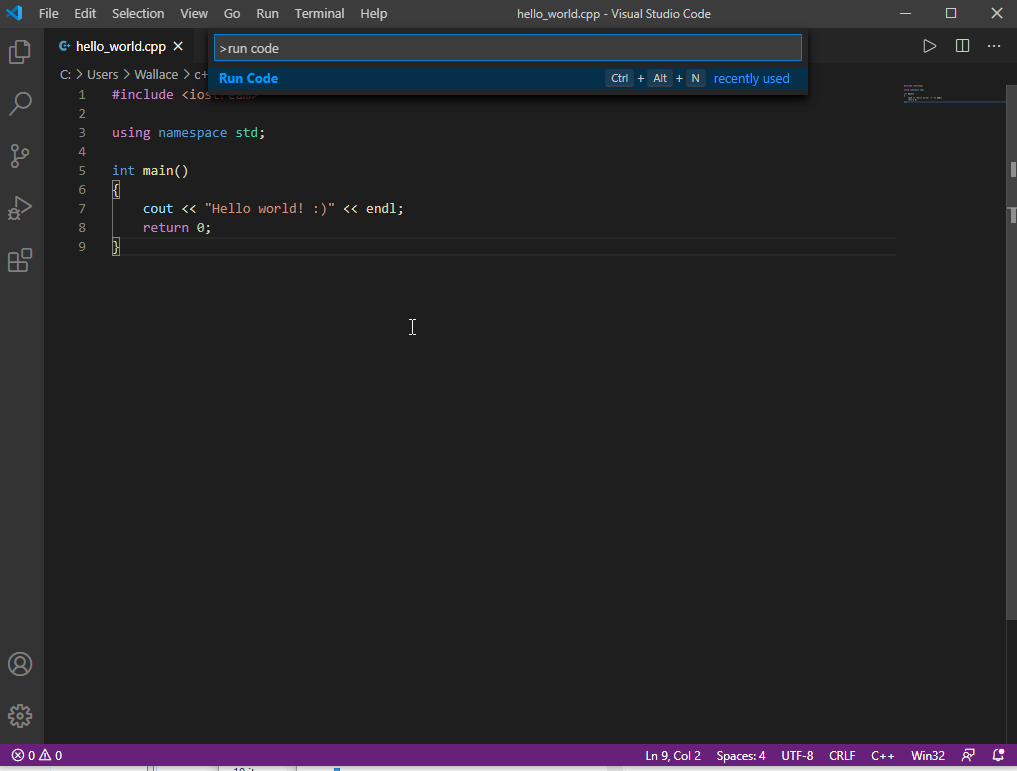 File Edit Selection View Go Run Terminal Help hello_world.cpp - Visual Studio Code
hello_world.cpp
>run code
C: > Users > Wallace > c+
Run Code Ctrl + Alt + N recently used
1 #include <iostream>
2
3 using namespace std;
4
5 int main()
6 {
7 cout << "Hello world! :)" << endl;
8 return 0;
9 }
0 0 Ln 9, Col 2 Spaces: 4 UTF-8 CRLF C++ Win32